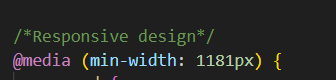 /*Responsive design*/
@media (min-width: 1181px) {